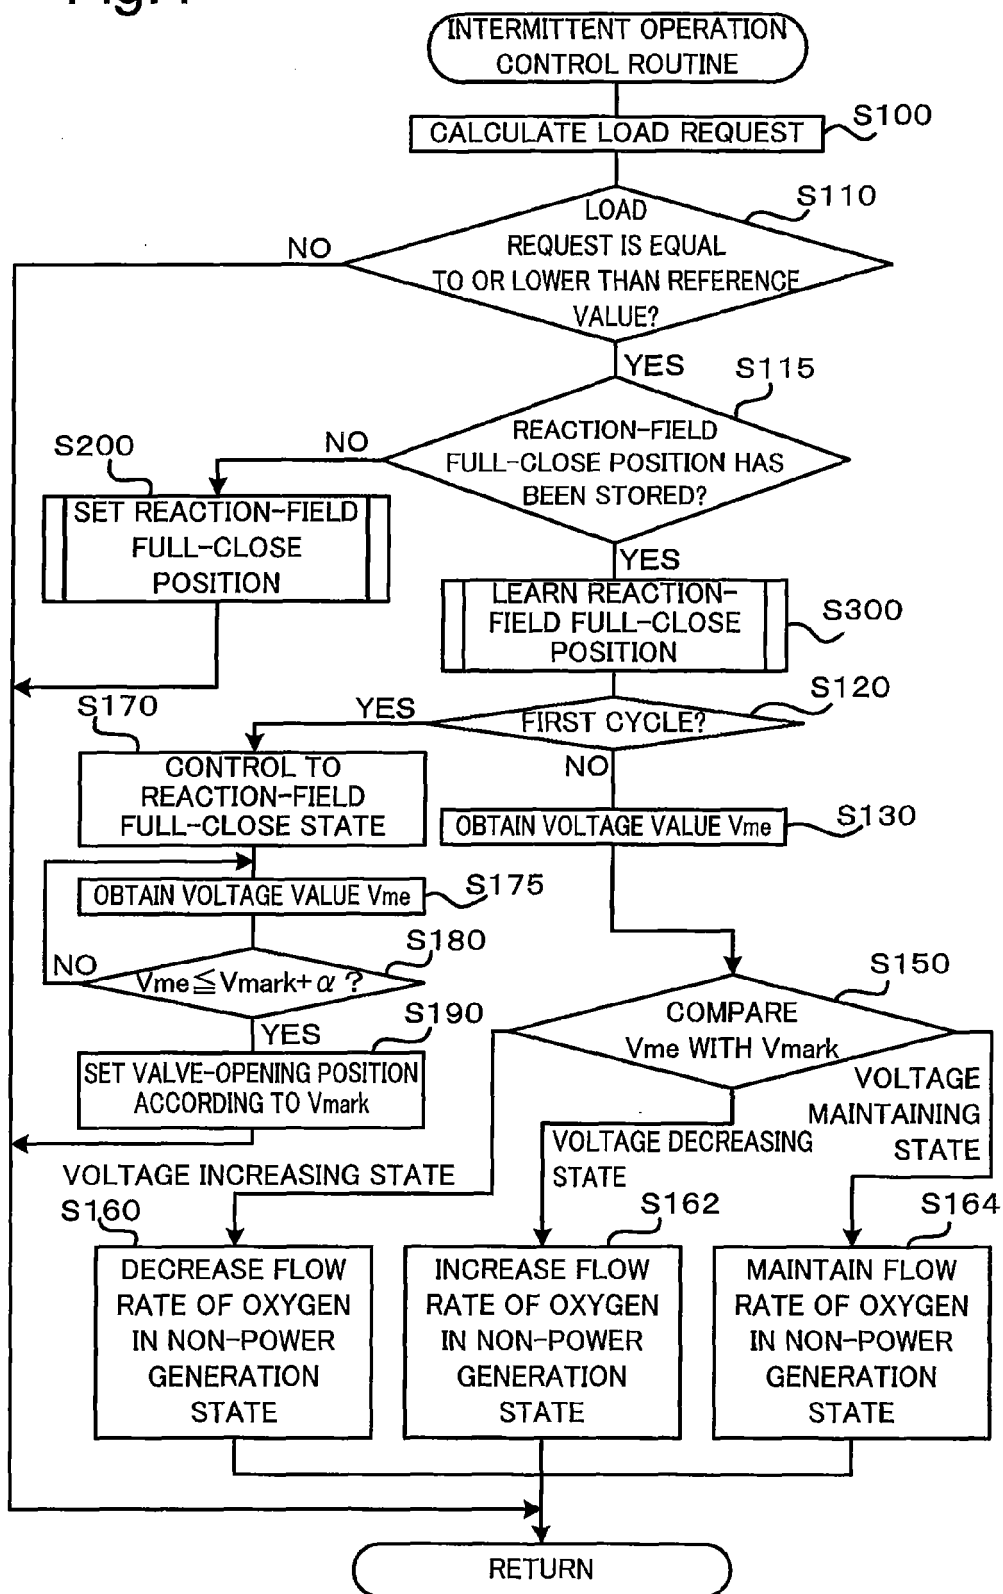 INTERMITTENT OPERATION
CONTROL ROUTINE
CALCULATE LOAD REQUEST
S100
S110
LOAD
REQUEST IS EQUAL
TO OR LOWER THAN REFERENCE
VALUE?
NO
YES
S115
REACTION-FIELD
FULL-CLOSE POSITION HAS
BEEN STORED?
NO
S200
SET REACTION-FIELD
FULL-CLOSE
POSITION
YES
LEARN REACTION-
FIELD FULL-CLOSE
POSITION
S300
S120
FIRST CYCLE?
YES
NO
S170
CONTROL TO
REACTION-FIELD
FULL-CLOSE STATE
OBTAIN VOLTAGE VALUE Vme
S130
OBTAIN VOLTAGE VALUE Vme
S175
S180
Vme≦Vmark+α?
NO
YES
S190
SET VALVE-OPENING POSITION
ACCORDING TO Vmark
S150
COMPARE
Vme WITH Vmark
VOLTAGE
MAINTAINING
STATE
VOLTAGE DECREASING
STATE
VOLTAGE INCREASING STATE
S160
DECREASE FLOW
RATE OF OXYGEN
IN NON-POWER
GENERATION
STATE
S162
INCREASE FLOW
RATE OF OXYGEN
IN NON-POWER
GENERATION
STATE
S164
MAINTAIN FLOW
RATE OF OXYGEN
IN NON-POWER
GENERATION
STATE
RETURN